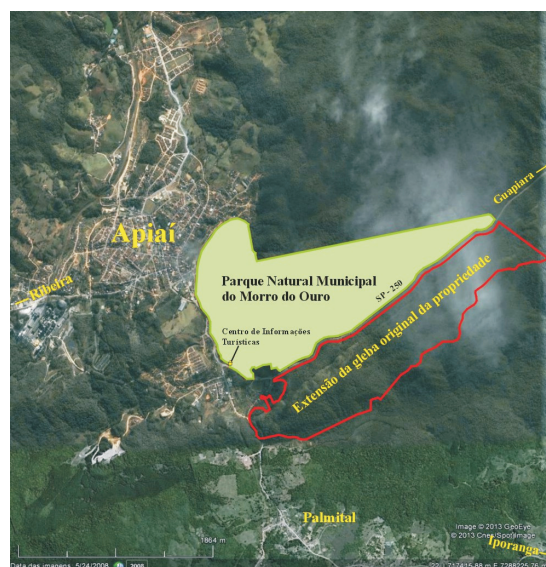 Guapiara
Apiaí
Ribeira
Parque Natural Municipal
do Morro do Ouro
SP - 250
Centro de Informações
Turísticas
Extensão da gleba original da propriedade
Palmital
Image © 2013 GeoEye
© 2013 Cnes/Spot Image
Iporanga
1864 m
Data das imagens: 5/24/2008
2008